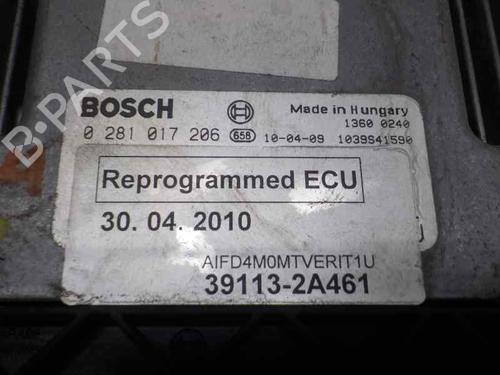 BOSCH Made in Hungary
1360 0240
0 281 017 206 656 10-04-09 1039S41590
Reprogrammed ECU
30. 04. 2010
AIFD4M0MTVERIT1U
39113-2A461